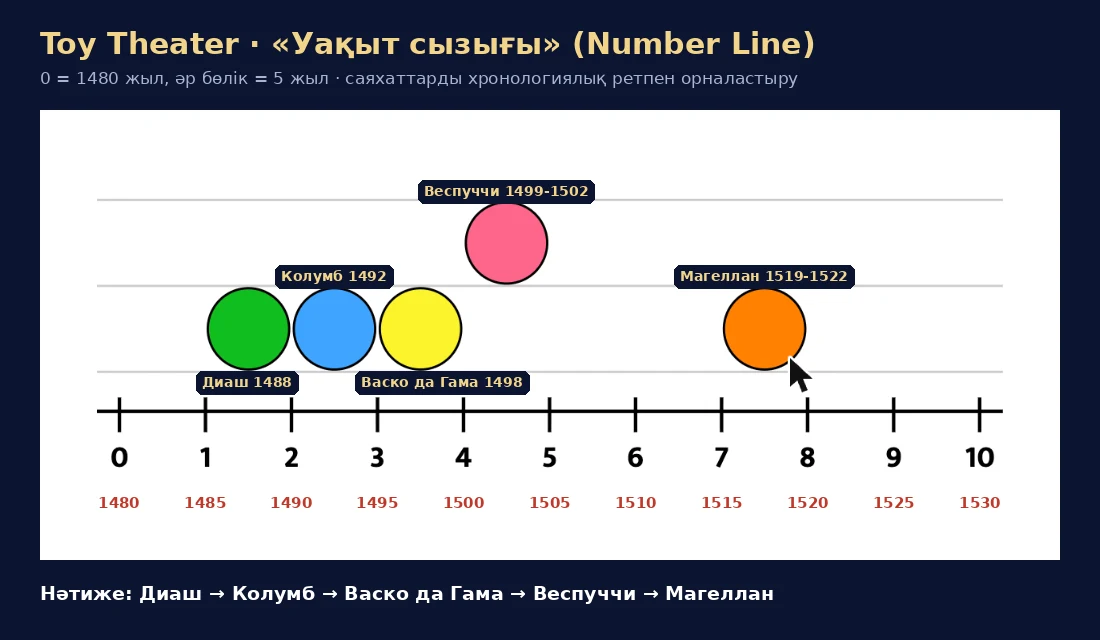 Toy Theater · «Уақыт сызығы» (Number Line)
0 = 1480 жыл, әр бөлік = 5 жыл · саяхаттарды хронологиялық ретпен орналастыру
Веспуччи 1499-1502
Колумб 1492
Магеллан 1519-1522
Диаш 1488
Васко да Гама 1498
0 1 2 3 4 5 6 7 8 9 10
1480 1485 1490 1495 1500 1505 1510 1515 1520 1525 1530
Нәтиже: Диаш → Колумб → Васко да Гама → Веспуччи → Магеллан